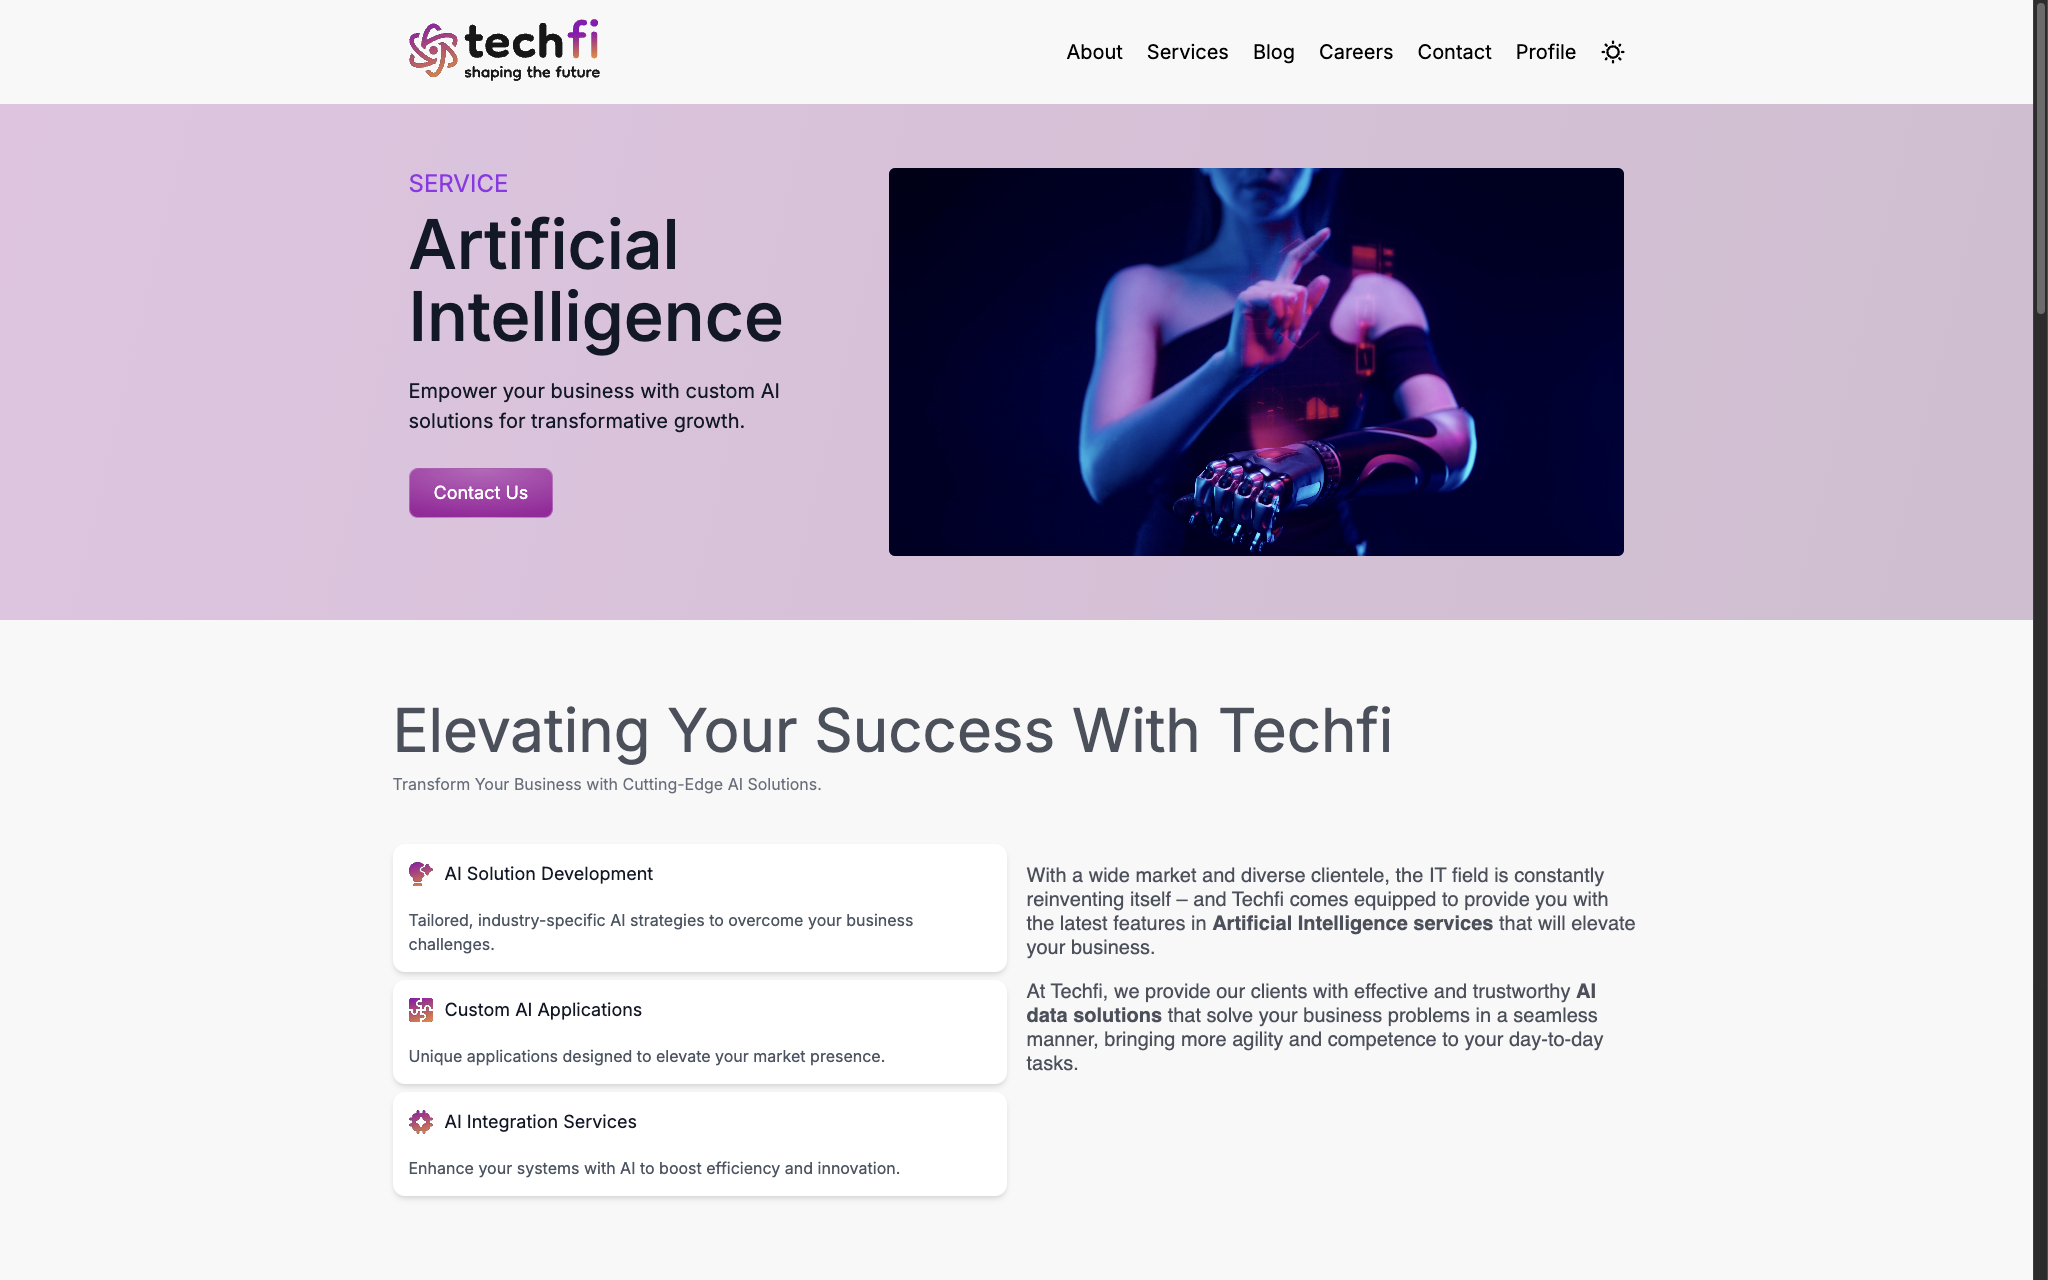 techfi
shaping the future
About Services Blog Careers Contact Profile
SERVICE
Artificial
Intelligence
Empower your business with custom AI
solutions for transformative growth.
Contact Us
Elevating Your Success With Techfi
Transform Your Business with Cutting-Edge AI Solutions.
AI Solution Development
Tailored, industry-specific AI strategies to overcome your business
challenges.
Custom AI Applications
Unique applications designed to elevate your market presence.
AI Integration Services
Enhance your systems with AI to boost efficiency and innovation.
With a wide market and diverse clientele, the IT field is constantly
reinventing itself – and Techfi comes equipped to provide you with
the latest features in Artificial Intelligence services that will elevate
your business.
At Techfi, we provide our clients with effective and trustworthy AI
data solutions that solve your business problems in a seamless
manner, bringing more agility and competence to your day-to-day
tasks.